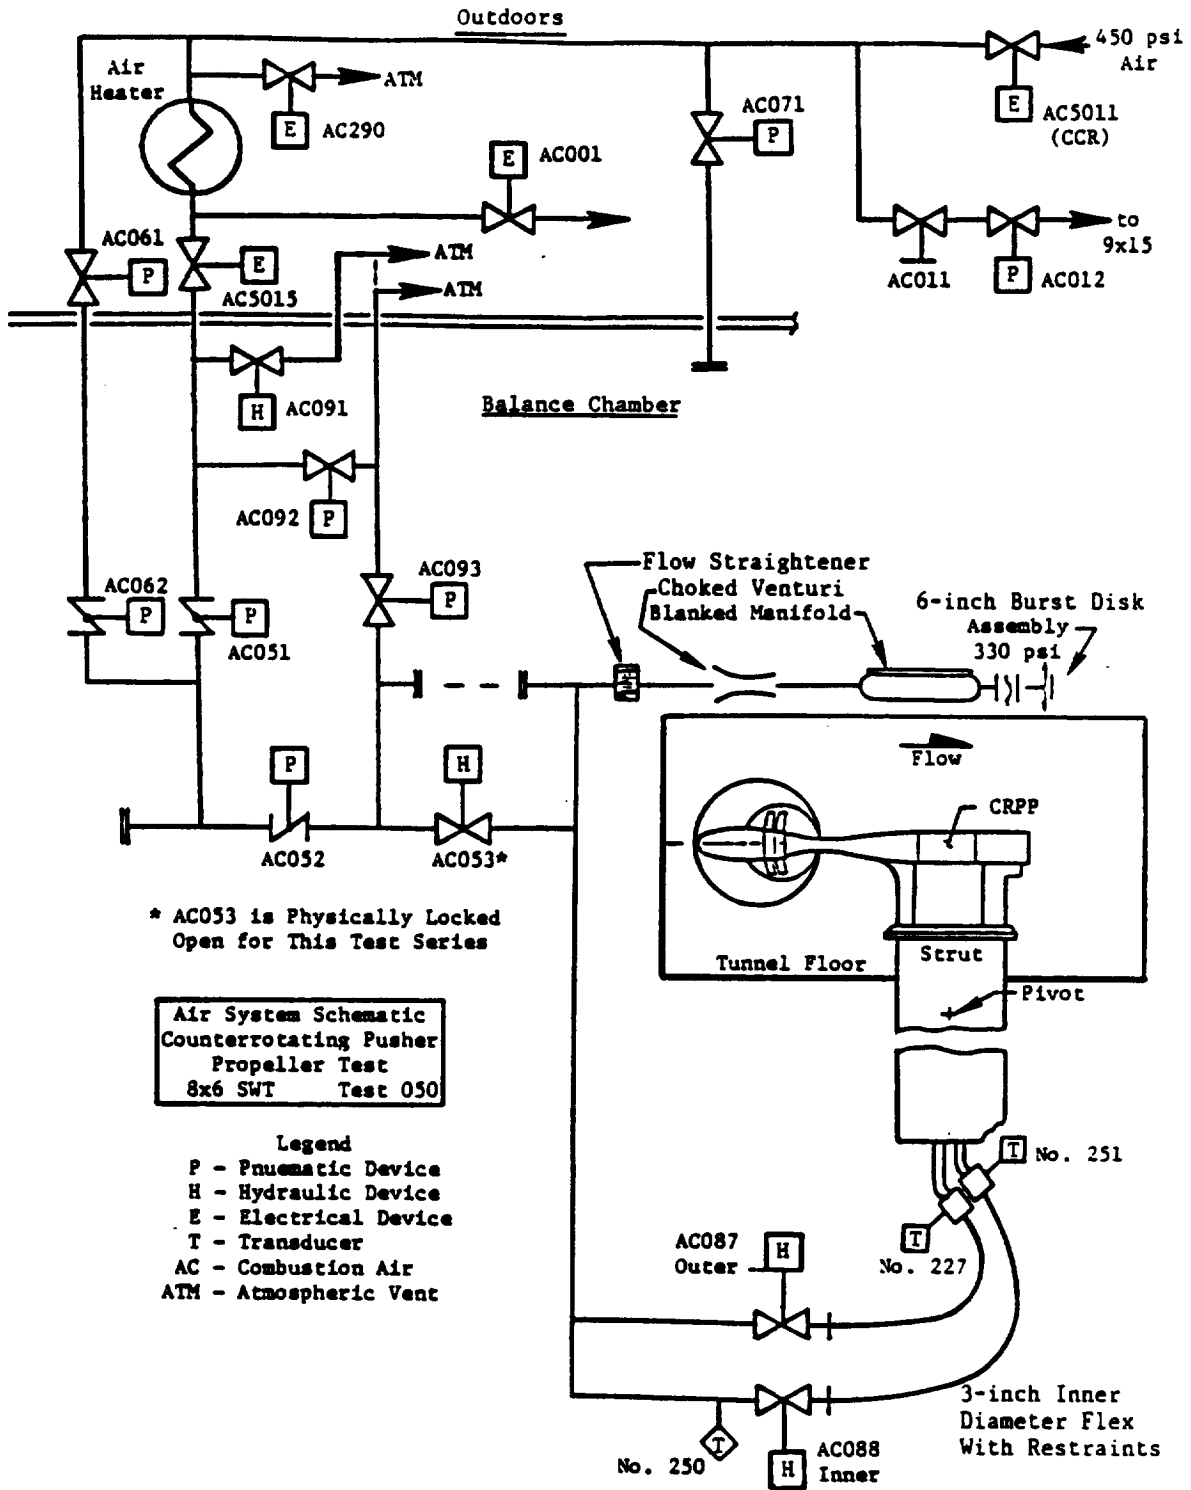 Outdoors
450 psi
Air
Air
Heater
ATM
E
AC290
E
AC001
AC071
P
E
AC5011
(CCR)
AC061
P
E
AC5015
ATM
ATM
to
9x15
AC011
P
AC012
H
AC091
Balance Chamber
AC092
P
AC062
P
P
AC051
AC093
P
Flow Straightener
Choked Venturi
Blanked Manifold
6-inch Burst Disk
Assembly
330 psi
P
AC052
H
AC053*
Flow
CRPP
* AC053 is Physically Locked
Open for This Test Series
Tunnel Floor
Strut
Pivot
Air System Schematic
Counterrotating Pusher
Propeller Test
8x6 SWT Test 050
Legend
P - Pnuematic Device
H - Hydraulic Device
E - Electrical Device
T - Transducer
AC - Combustion Air
ATM - Atmospheric Vent
T
No. 251
T
No. 227
AC087
Outer
H
3-inch Inner
Diameter Flex
With Restraints
T
No. 250
H
AC088
Inner